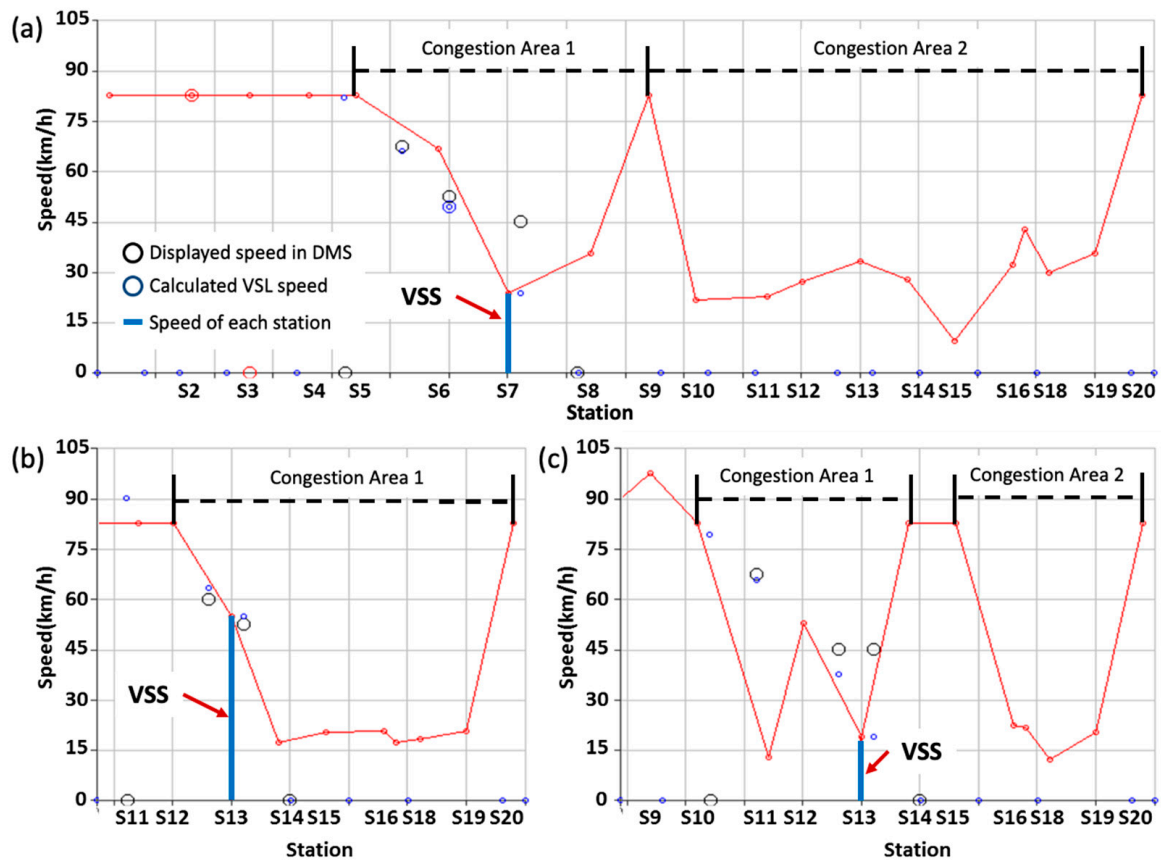 (a)
105
90
75
60
45
30
15
0
Speed(km/h)
Congestion Area 1
Congestion Area 2
Displayed speed in DMS
Calculated VSL speed
Speed of each station
VSS
S2 S3 S4 S5 S6 S7 S8 S9 S10 S11 S12 S13 S14 S15 S16 S18 S19 S20
Station
(b)
105
90
75
60
45
30
15
0
Speed(km/h)
Congestion Area 1
VSS
S11 S12 S13 S14 S15 S16 S18 S19 S20
Station
(c)
105
90
75
60
45
30
15
0
Speed(km/h)
Congestion Area 1
Congestion Area 2
VSS
S9 S10 S11 S12 S13 S14 S15 S16 S18 S19 S20
Station